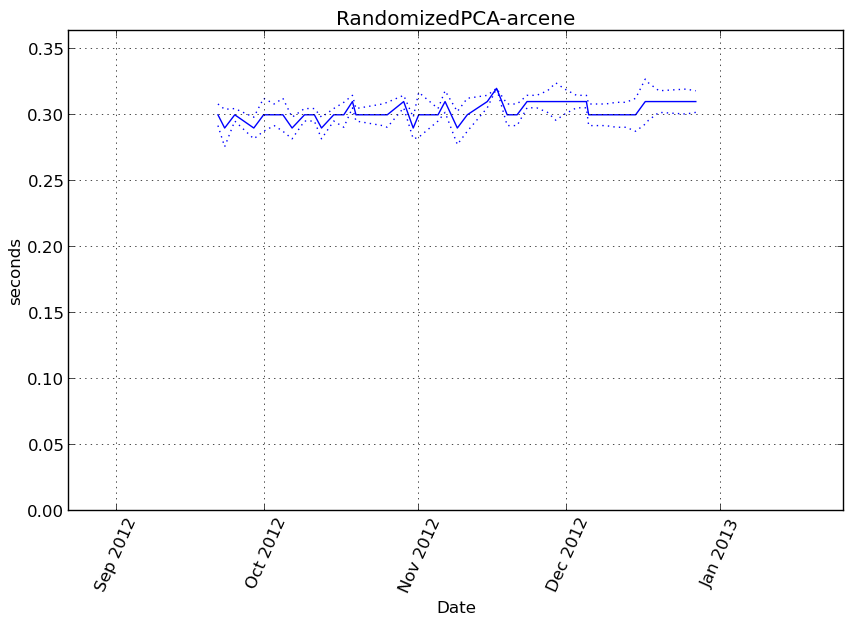 RandomizedPCA-arcene
0.35
0.30
0.25
0.20
0.15
0.10
0.05
0.00
seconds
Sep 2012
Oct 2012
Nov 2012
Dec 2012
Jan 2013
Date